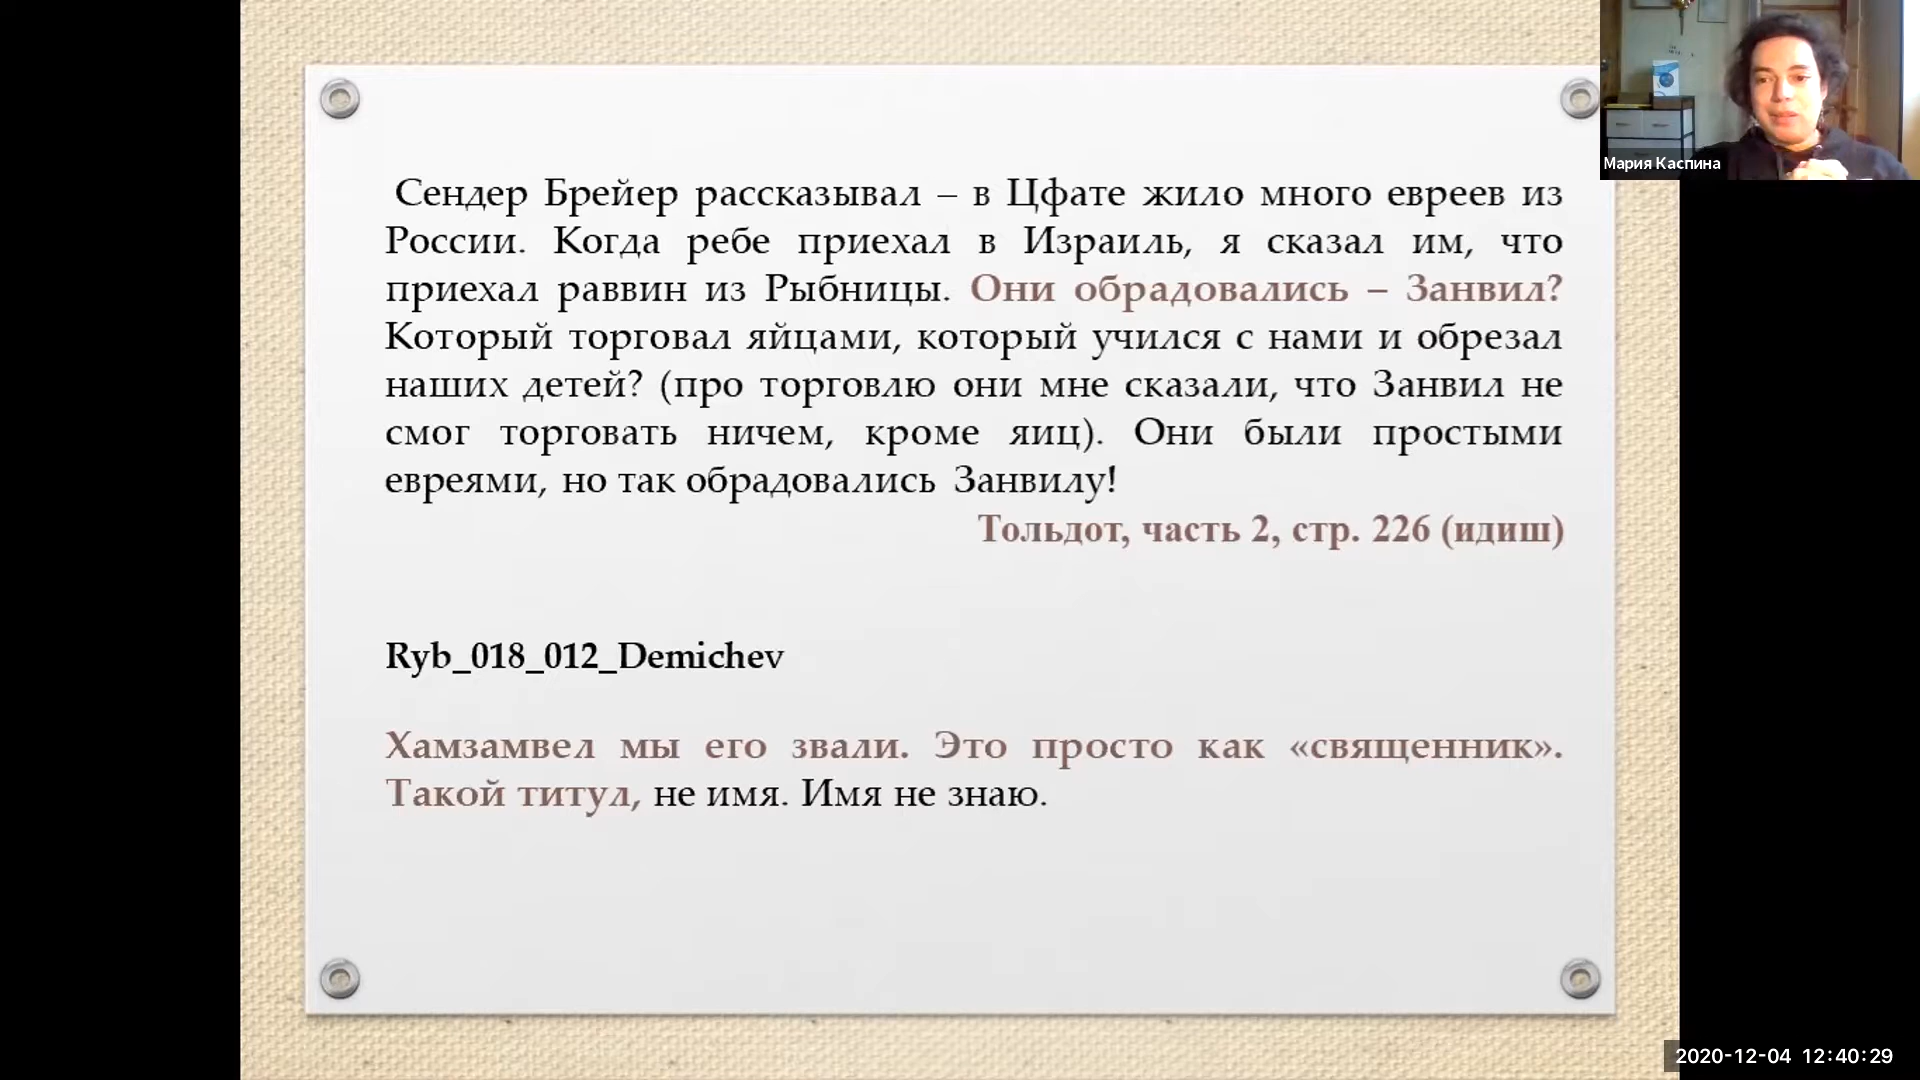 Сендер Брейер рассказывал – в Цфате жило много евреев из
России. Когда ребе приехал в Израиль, я сказал им, что
приехал раввин из Рыбницы. Они обрадовались – Занвил?
Который торговал яйцами, который учился с нами и обрезал
наших детей? (про торговлю они мне сказали, что Занвил не
смог торговать ничем, кроме яиц). Они были простыми
евреями, но так обрадовались Занвилу!
Тольдот, часть 2, стр. 226 (идиш)
Ryb_018_012_Demichev
Хамзамвел мы его звали. Это просто как «священник».
Такой титул, не имя. Имя не знаю.
Мария Каспина
2020-12-04 12:40:29